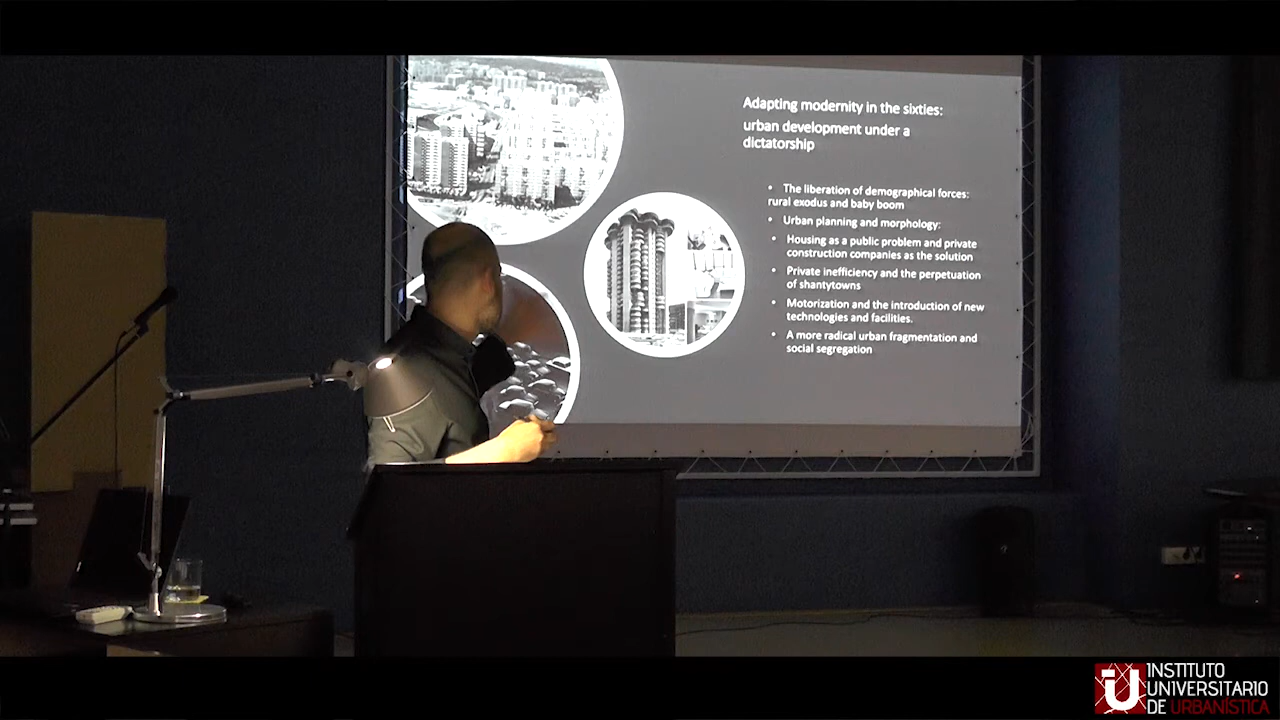 Adapting modernity in the sixties:
urban development under a
dictatorship
• The liberation of demographical forces:
rural exodus and baby boom
• Urban planning and morphology:
• Housing as a public problem and private
construction companies as the solution
• Private inefficiency and the perpetuation
of shantytowns
• Motorization and the introduction of new
technologies and facilities.
• A more radical urban fragmentation and
social segregation
INSTITUTO
UNIVERSITARIO
DE URBANÍSTICA